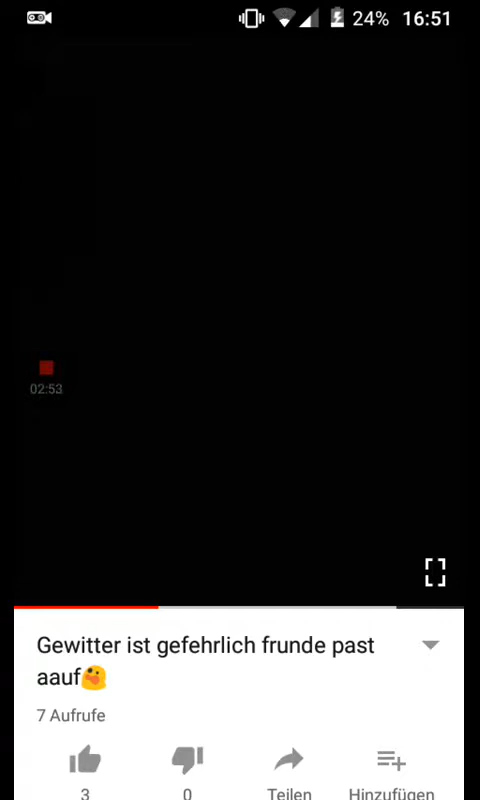 24% 16:51
02:53
Gewitter ist gefehrlich frunde past
aauf😜
7 Aufrufe
3 0 Teilen Hinzufügen